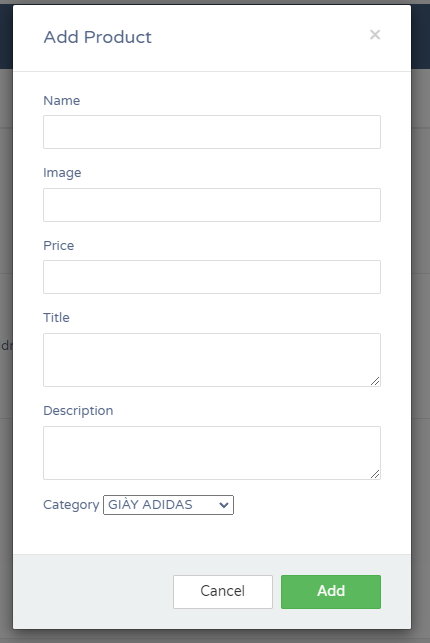 Add Product ×
Name
Image
Price
Title
Description
Category GIÀY ADIDAS
Cancel Add